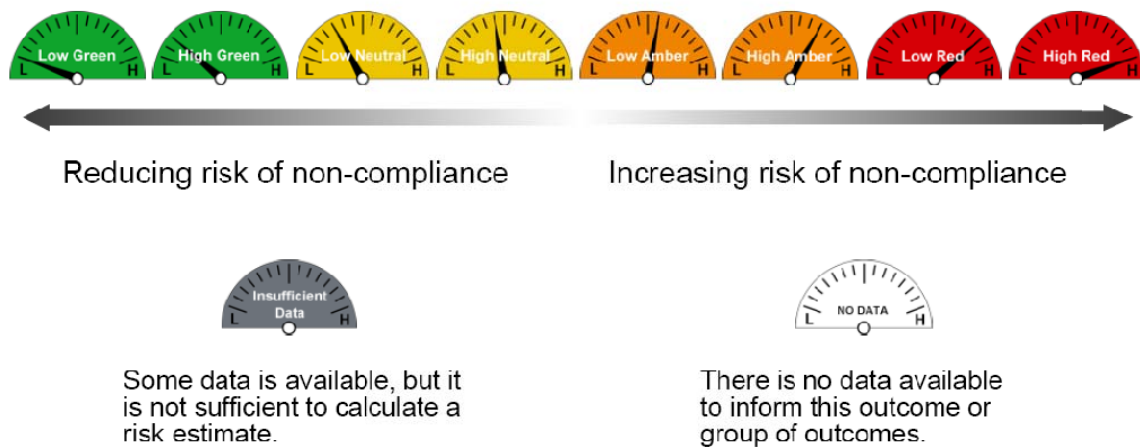 Low Green
L H
High Green
L H
Low Neutral
L H
High Neutral
L H
Low Amber
L H
High Amber
L H
Low Red
L H
High Red
L H
Reducing risk of non-compliance
Increasing risk of non-compliance
Insufficient
Data
L H
NO DATA
L H
Some data is available, but it
is not sufficient to calculate a
risk estimate.
There is no data available
to inform this outcome or
group of outcomes.